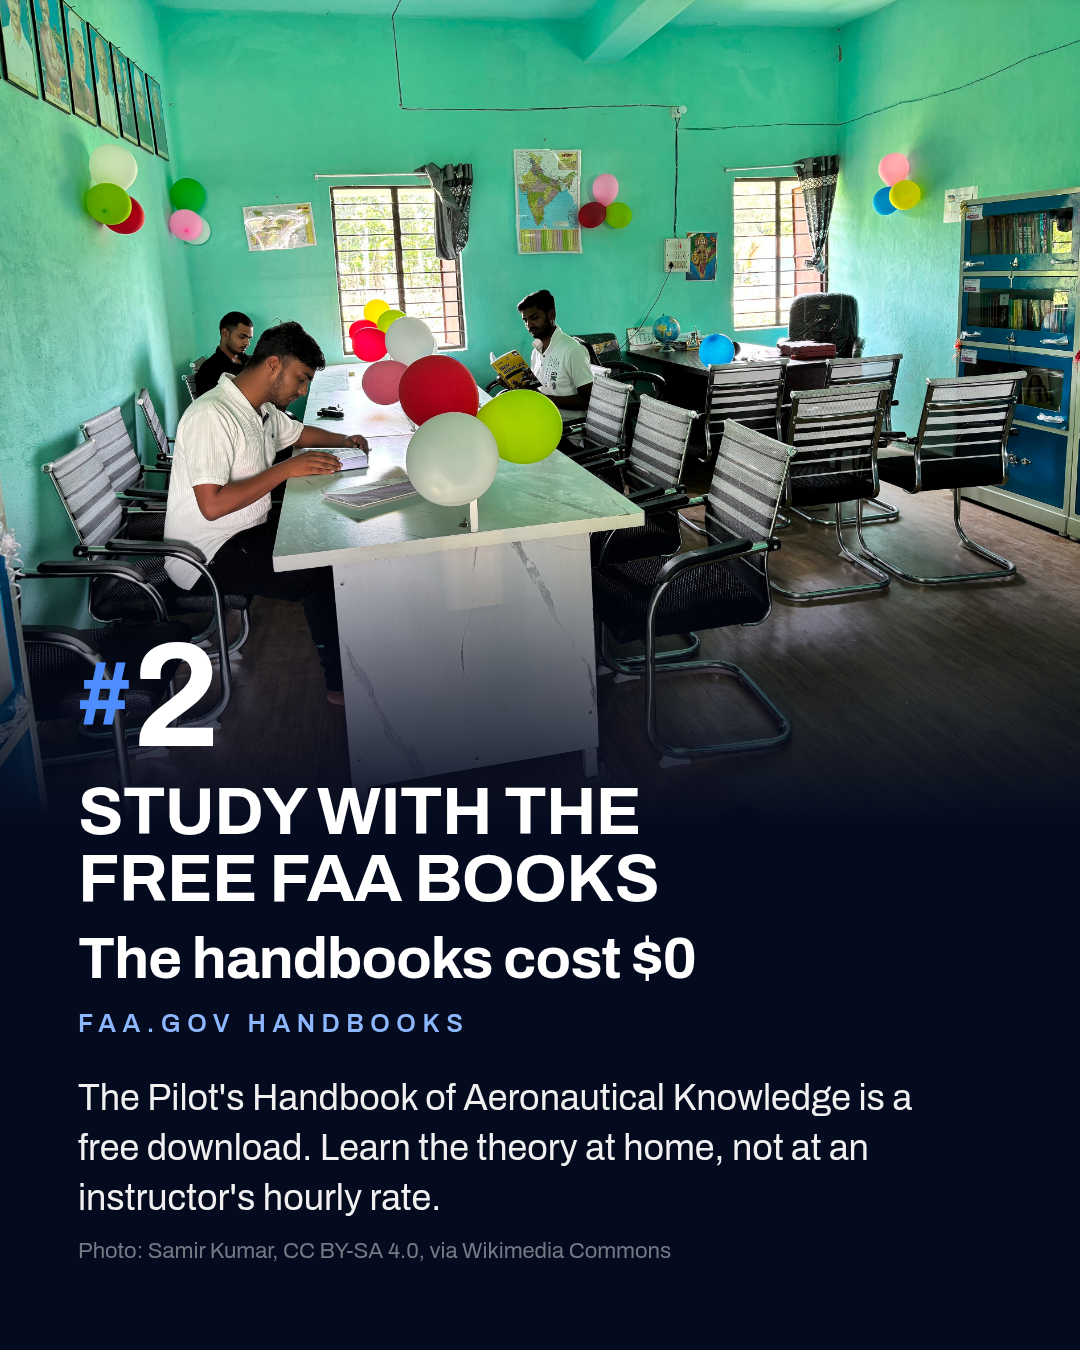 #2
STUDY WITH THE
FREE FAA BOOKS
The handbooks cost $0
FAA.GOV HANDBOOKS
The Pilot's Handbook of Aeronautical Knowledge is a
free download. Learn the theory at home, not at an
instructor's hourly rate.
Photo: Samir Kumar, CC BY-SA 4.0, via Wikimedia Commons